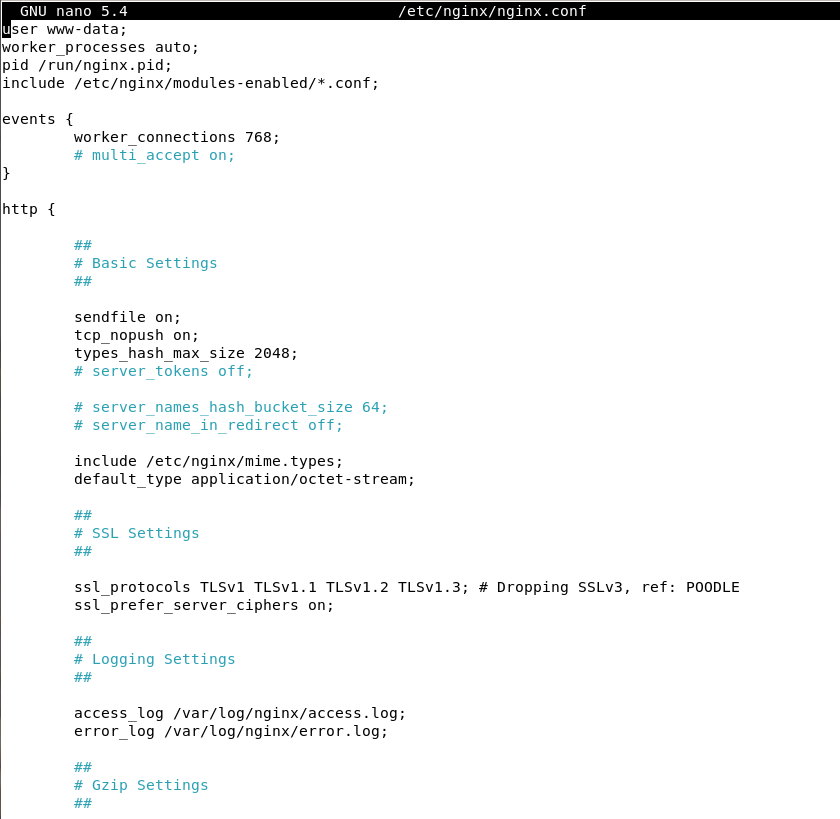 GNU nano 5.4 /etc/nginx/nginx.conf
user www-data;
worker_processes auto;
pid /run/nginx.pid;
include /etc/nginx/modules-enabled/*.conf;
events {
worker_connections 768;
# multi_accept on;
}
http {
##
# Basic Settings
##
sendfile on;
tcp_nopush on;
types_hash_max_size 2048;
# server_tokens off;
# server_names_hash_bucket_size 64;
# server_name_in_redirect off;
include /etc/nginx/mime.types;
default_type application/octet-stream;
##
# SSL Settings
##
ssl_protocols TLSv1 TLSv1.1 TLSv1.2 TLSv1.3; # Dropping SSLv3, ref: POODLE
ssl_prefer_server_ciphers on;
##
# Logging Settings
##
access_log /var/log/nginx/access.log;
error_log /var/log/nginx/error.log;
##
# Gzip Settings
##